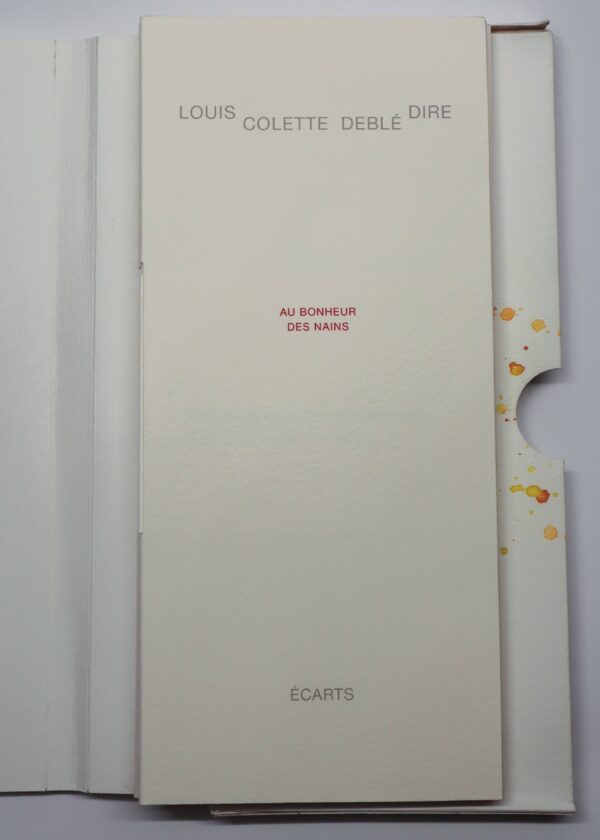 LOUIS DIRE
COLETTE DEBLÉ
AU BONHEUR
DES NAINS
ÉCARTS